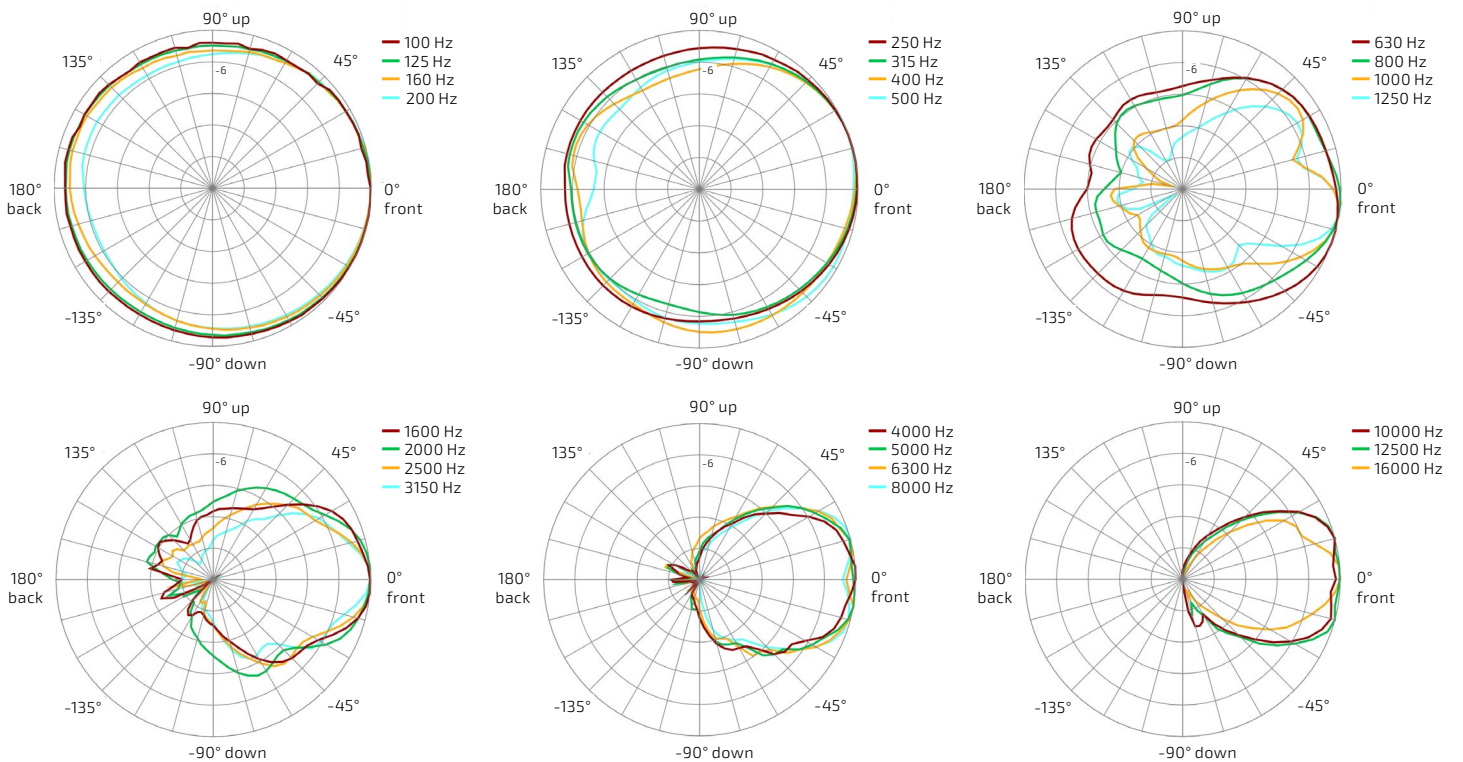 90° up
135°
45°
-6
180°
back
0°
front
-135°
-45°
-90° down
100 Hz
125 Hz
160 Hz
200 Hz
90° up
135°
45°
-6
180°
back
0°
front
-135°
-45°
-90° down
250 Hz
315 Hz
400 Hz
500 Hz
90° up
135°
45°
-6
180°
back
0°
front
-135°
-45°
-90° down
630 Hz
800 Hz
1000 Hz
1250 Hz
90° up
135°
45°
-6
180°
back
0°
front
-135°
-45°
-90° down
1600 Hz
2000 Hz
2500 Hz
3150 Hz
90° up
135°
45°
-6
180°
back
0°
front
-135°
-45°
-90° down
4000 Hz
5000 Hz
6300 Hz
8000 Hz
90° up
135°
45°
-6
180°
back
0°
front
-135°
-45°
-90° down
10000 Hz
12500 Hz
16000 Hz